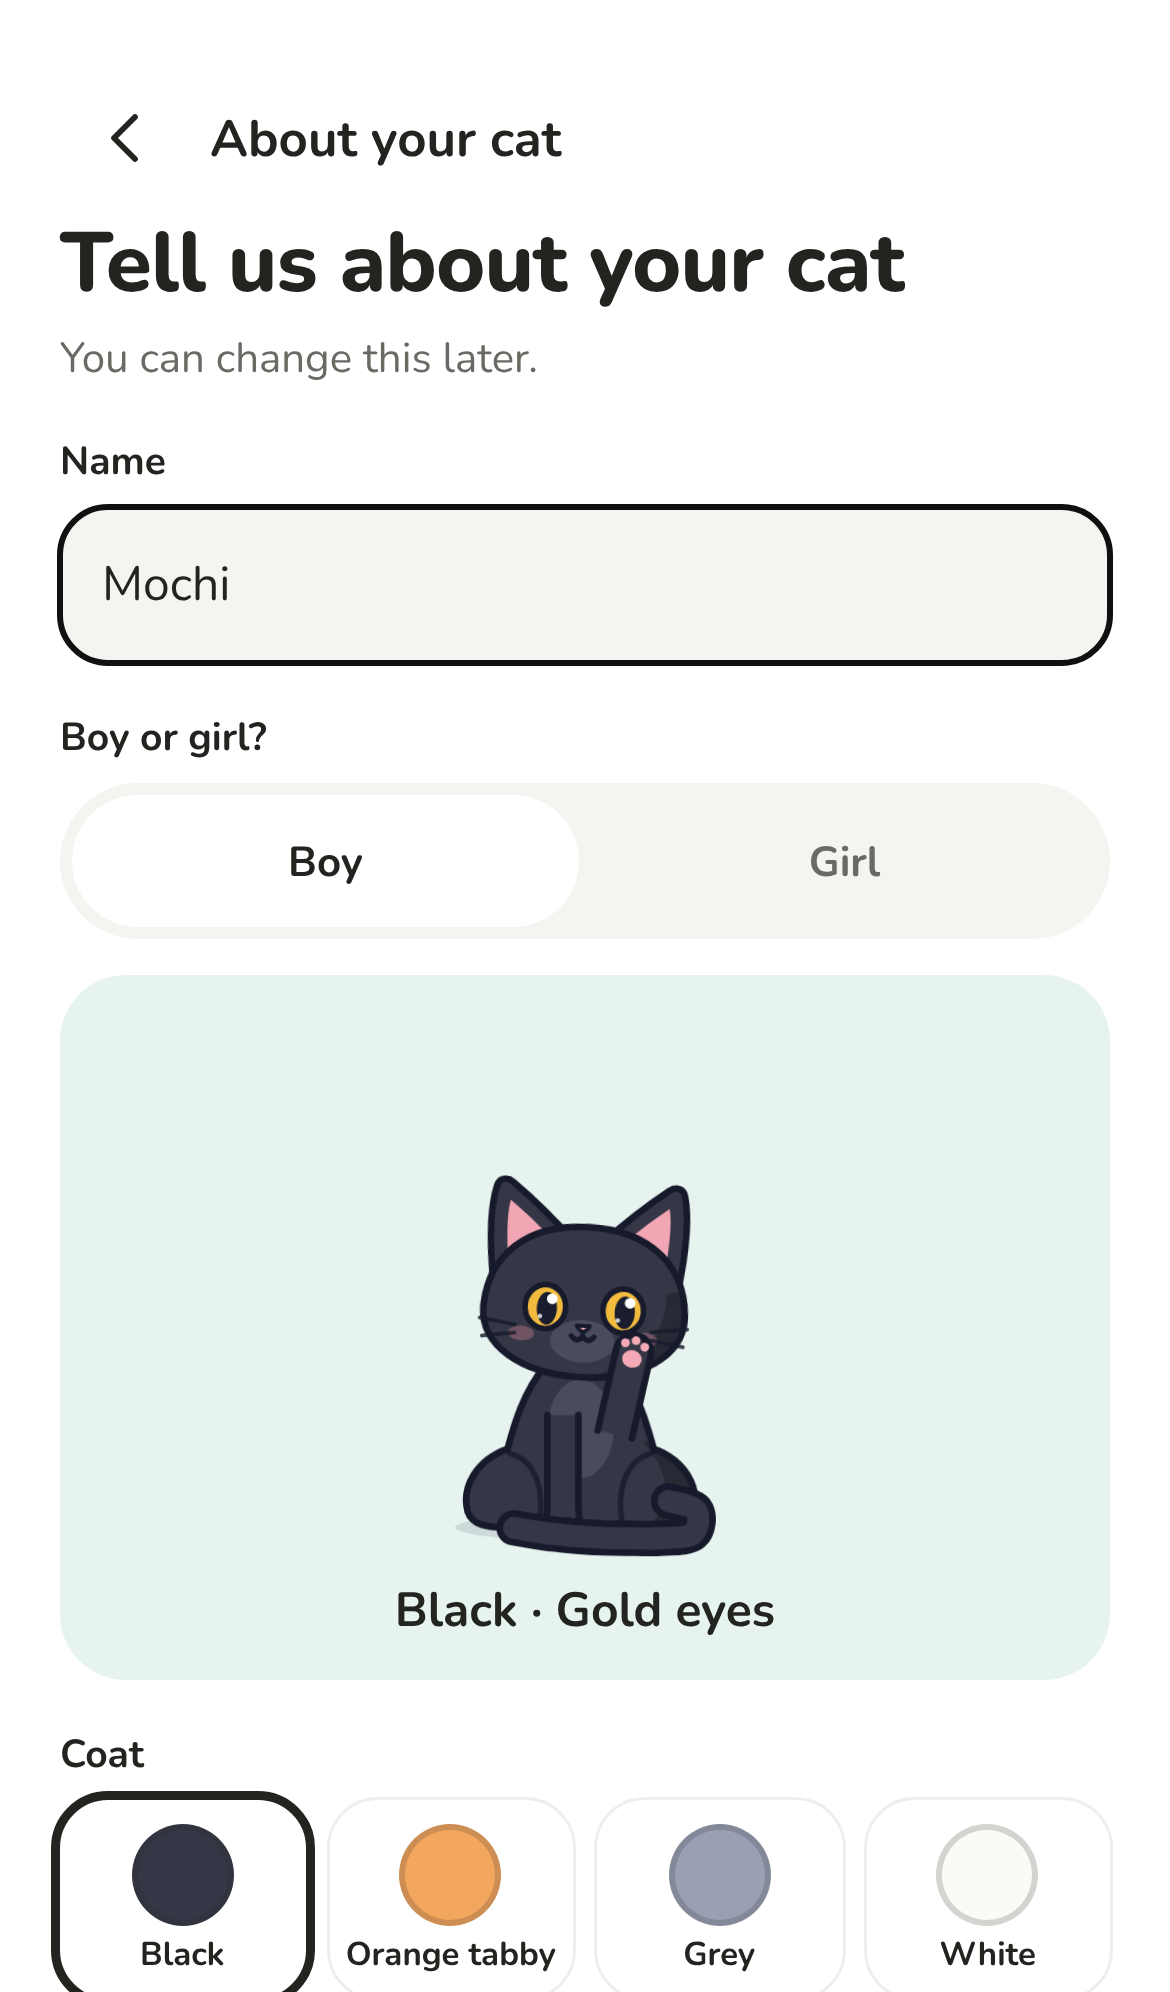 About your cat
Tell us about your cat
You can change this later.
Name
Mochi
Boy or girl?
Boy
Girl
Black · Gold eyes
Coat
Black
Orange tabby
Grey
White